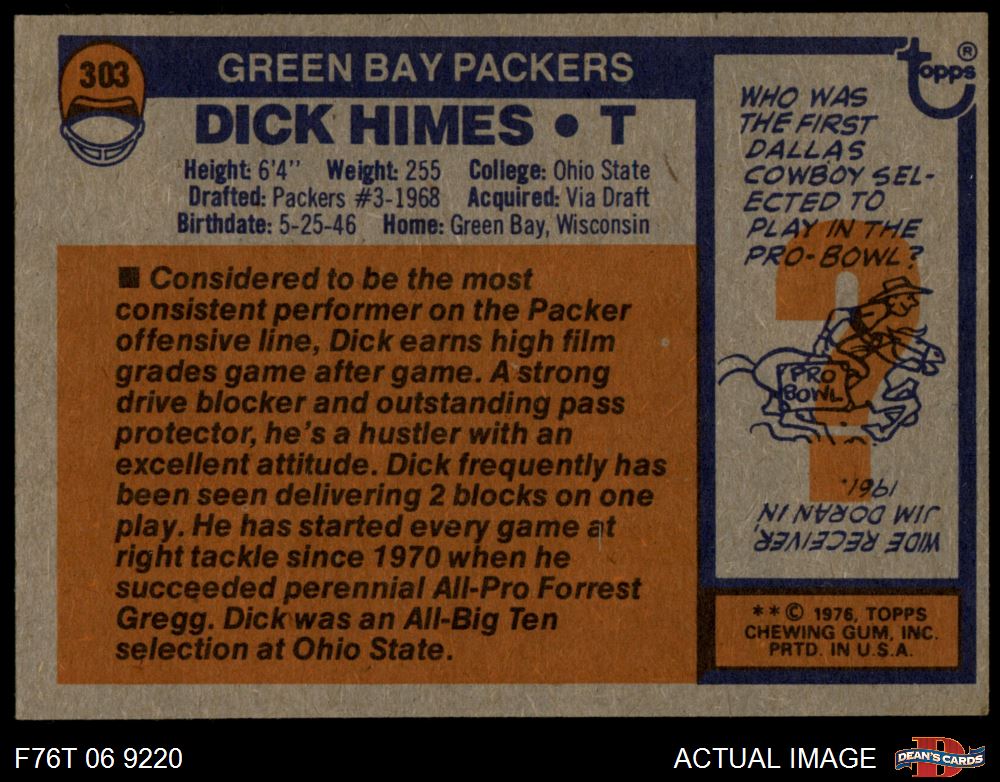 303
GREEN BAY PACKERS
DICK HIMES • T
Height: 6'4'' Weight: 255 College: Ohio State
Drafted: Packers #3-1968 Acquired: Via Draft
Birthdate: 5-25-46 Home: Green Bay, Wisconsin
■ Considered to be the most
consistent performer on the Packer
offensive line, Dick earns high film
grades game after game. A strong
drive blocker and outstanding pass
protector, he's a hustler with an
excellent attitude. Dick frequently has
been seen delivering 2 blocks on one
play. He has started every game at
right tackle since 1970 when he
succeeded perennial All-Pro Forrest
Gregg. Dick was an All-Big Ten
selection at Ohio State.
topps®
WHO WAS
THE FIRST
DALLAS
COWBOY SEL-
ECTED TO
PLAY IN THE
PRO-BOWL?
?
PRO
BOWL
WIDE RECEIVER,
JIM DORAN IN
1961.
**© 1976, TOPPS
CHEWING GUM, INC.
PRTD. IN U.S.A.
F76T 06 9220
ACTUAL IMAGE
D
DEAN'S CARDS